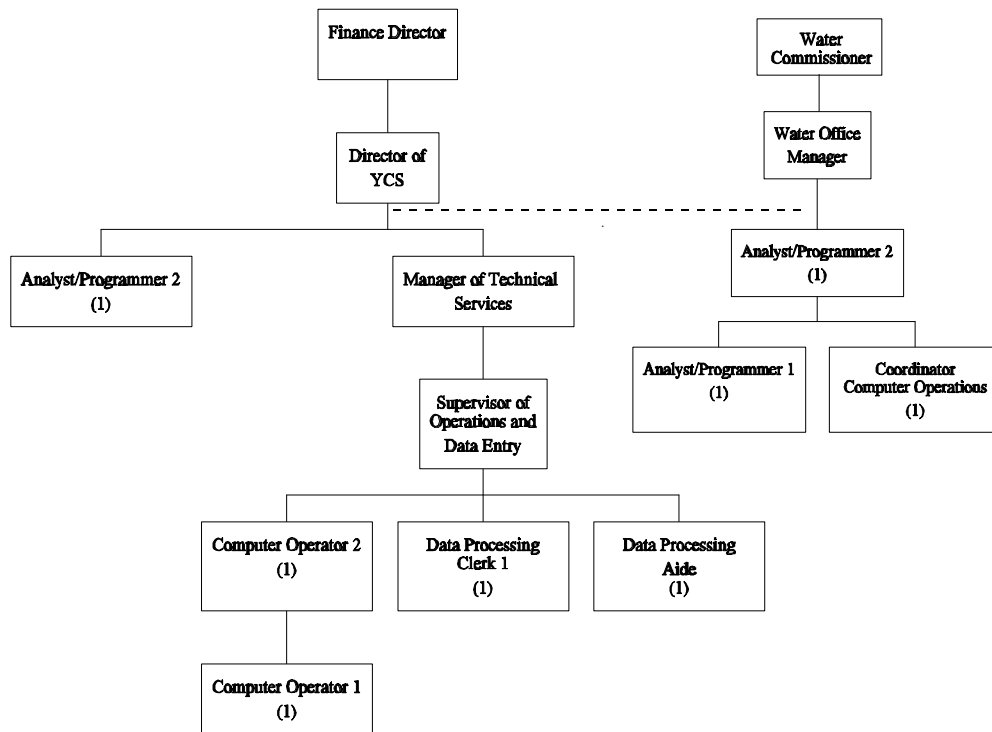 Finance Director
Water
Commissioner
Water Office
Manager
Director of
YCS
Analyst/Programmer 2
(1)
Manager of Technical
Services
Analyst/Programmer 2
(1)
Analyst/Programmer 1
(1)
Coordinator
Computer Operations
(1)
Supervisor of
Operations and
Data Entry
Computer Operator 2
(1)
Data Processing
Clerk 1
(1)
Data Processing
Aide
(1)
Computer Operator 1
(1)